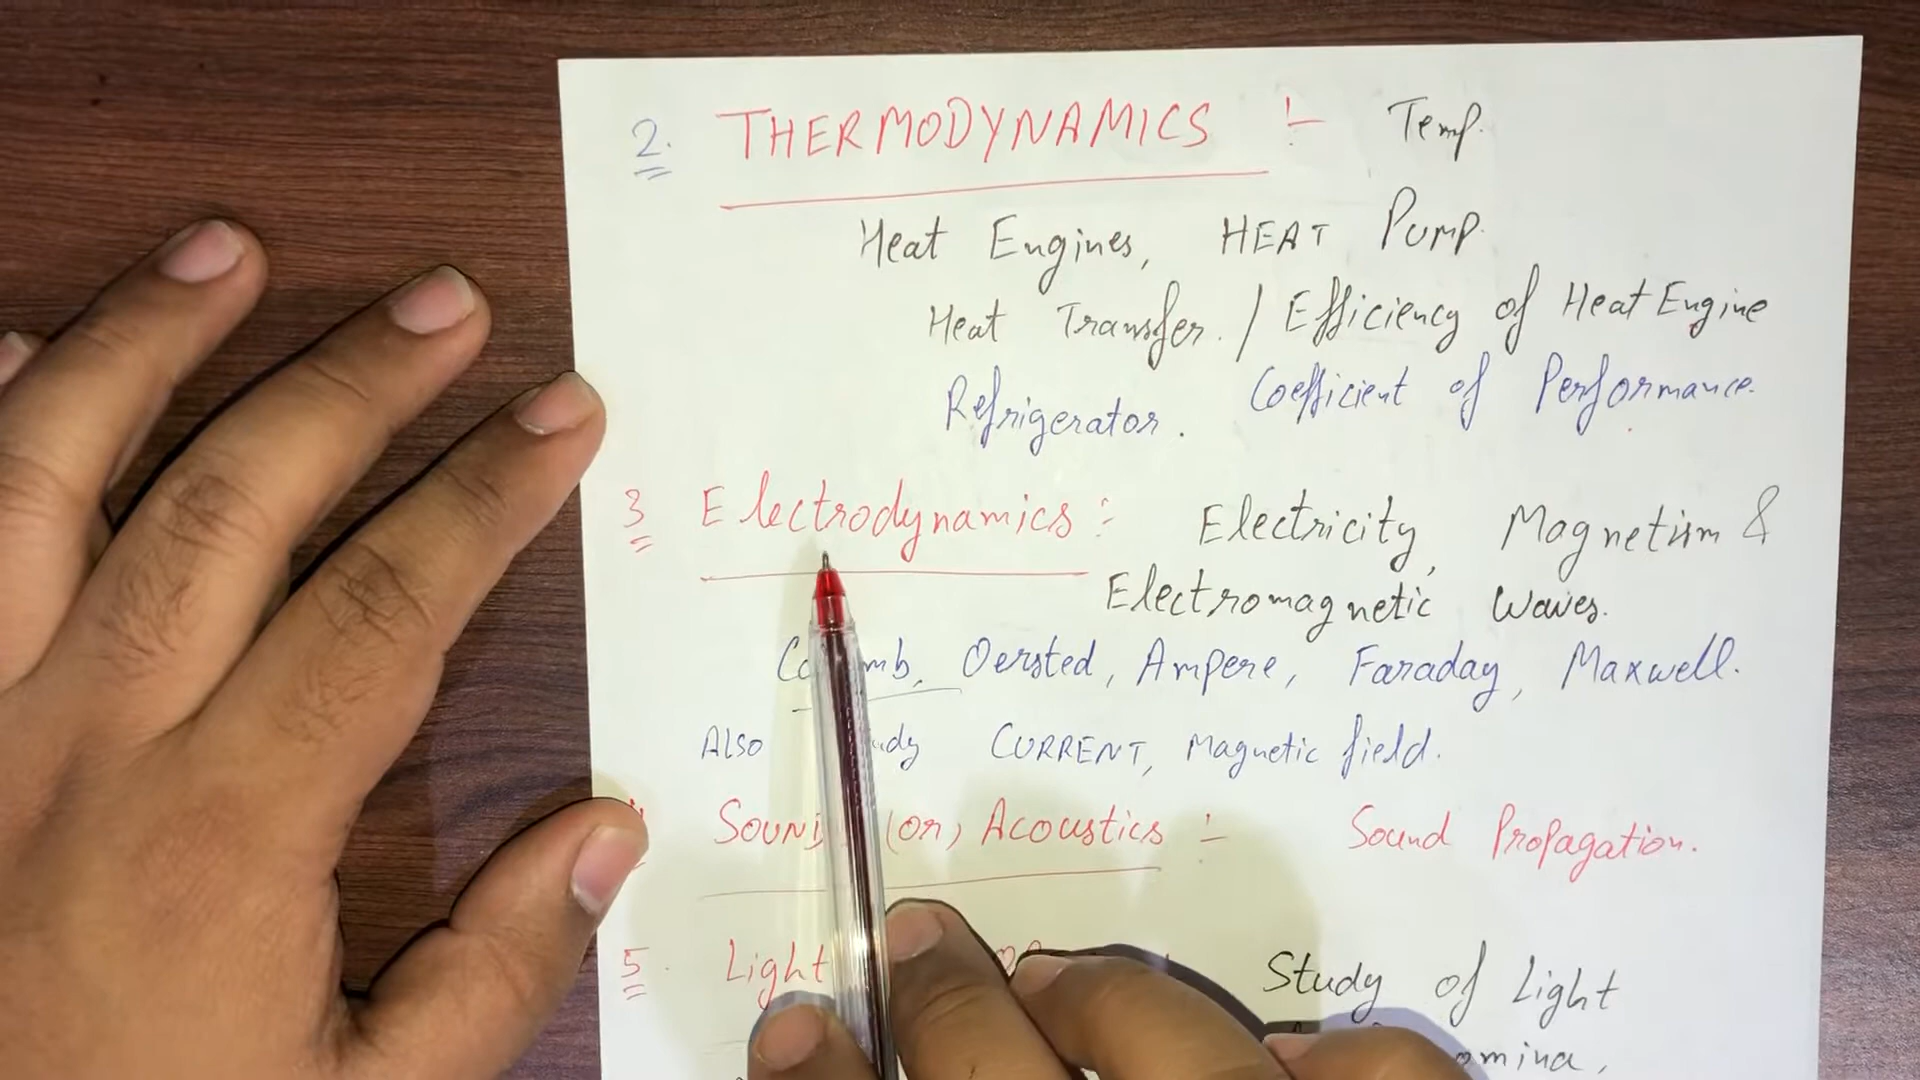 2. THERMODYNAMICS :- Temp.
Heat Engines, HEAT Pump.
Heat Transfer. / Efficiency of Heat Engine
Refrigerator. Coefficient of Performance.
3 Electrodynamics :- Electricity, Magnetism &
Electromagnetic Waves.
Oersted, Ampere, Faraday, Maxwell.
Also CURRENT, Magnetic field.
(or) Acoustics :- Sound Propagation.
5. Light Study of Light